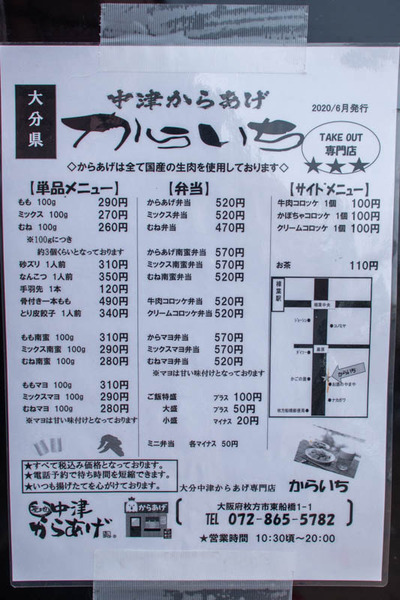 大分県
中津からあげ
からいち
2020/6月発行
TAKE OUT
専門店
★★★
◇からあげは全て国産の生肉を使用しております◇
【単品メニュー】
もも 100g 290円
ミックス 100g 270円
むね 100g 260円
※100gにつき
約3個くらいとなっております
砂ズリ 1人前 310円
なんこつ 1人前 350円
手羽先 1本 120円
骨付き一本もも 490円
とり皮餃子 1人前 340円
もも南蛮 100g 310円
ミックス南蛮 100g 290円
むね南蛮 100g 280円
ももマヨ 100g 310円
ミックスマヨ 100g 290円
むねマヨ 100g 280円
※マヨは甘い味付けとなっております
【弁当】
からあげ弁当 520円
ミックス弁当 520円
むね弁当 470円
からあげ南蛮弁当 570円
ミックス南蛮弁当 570円
むね南蛮弁当 520円
牛肉コロッケ弁当 520円
クリームコロッケ弁当 520円
からマヨ弁当 570円
ミックスマヨ弁当 570円
むねマヨ弁当 520円
※マヨは甘い味付けとなっております
ご飯特盛 プラス 100円
大盛 プラス 50円
小盛 マイナス 20円
ミニ弁当 各マイナス 50円
【サイドメニュー】
牛肉コロッケ 1個 100円
かぼちゃコロッケ 1個 100円
クリームコロッケ 1個 100円
お茶 110円
からいち
★すべて税込み価格となっております。
★電話予約で待ち時間を短縮できます。
★いつも揚げたてを心がけております。
大分中津からあげ専門店
からいち
中津
からあげ
からあげ
大阪府枚方市東船橋1-1
TEL 072-865-5782
★営業時間 10:30頃〜20:00